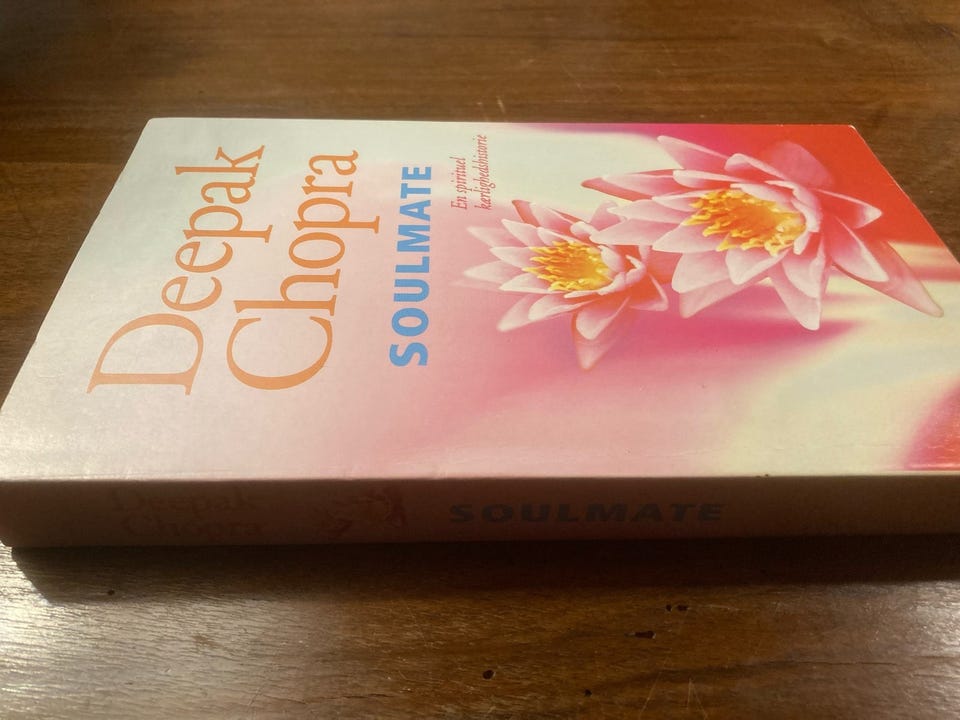 Deepak
Chopra
SOULMATE
En spirituel
kærlighedshistorie
Deepak
Chopra
SOULMATE